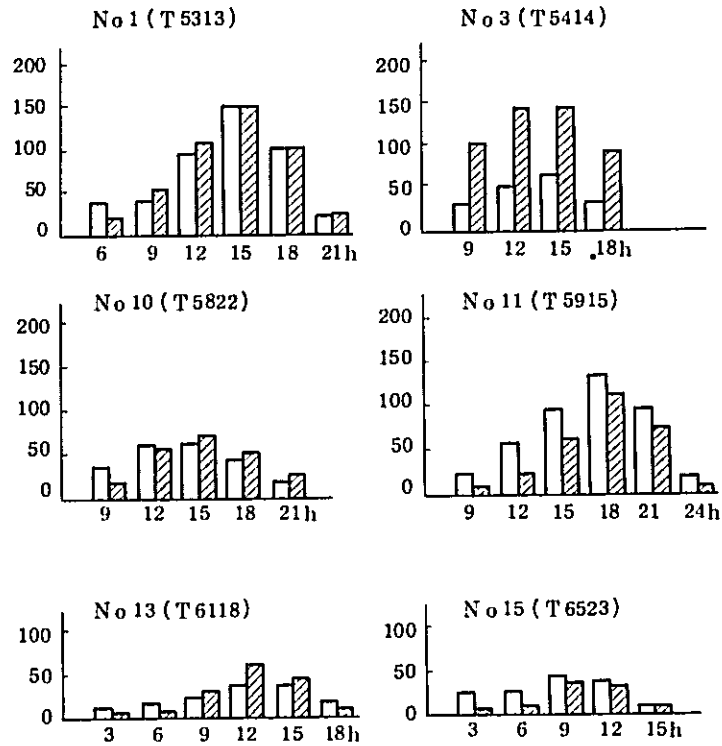 No 1 (T5313)
200
150
100
50
0
6 9 12 15 18 21h
No 3 (T5414)
200
150
100
50
0
9 12 15 .18h
No 10 (T5822)
200
150
100
50
0
9 12 15 18 21h
No 11 (T5915)
200
150
100
50
0
9 12 15 18 21 24h
No 13 (T6118)
100
50
0
3 6 9 12 15 18h
No 15 (T6523)
100
50
0
3 6 9 12 15h